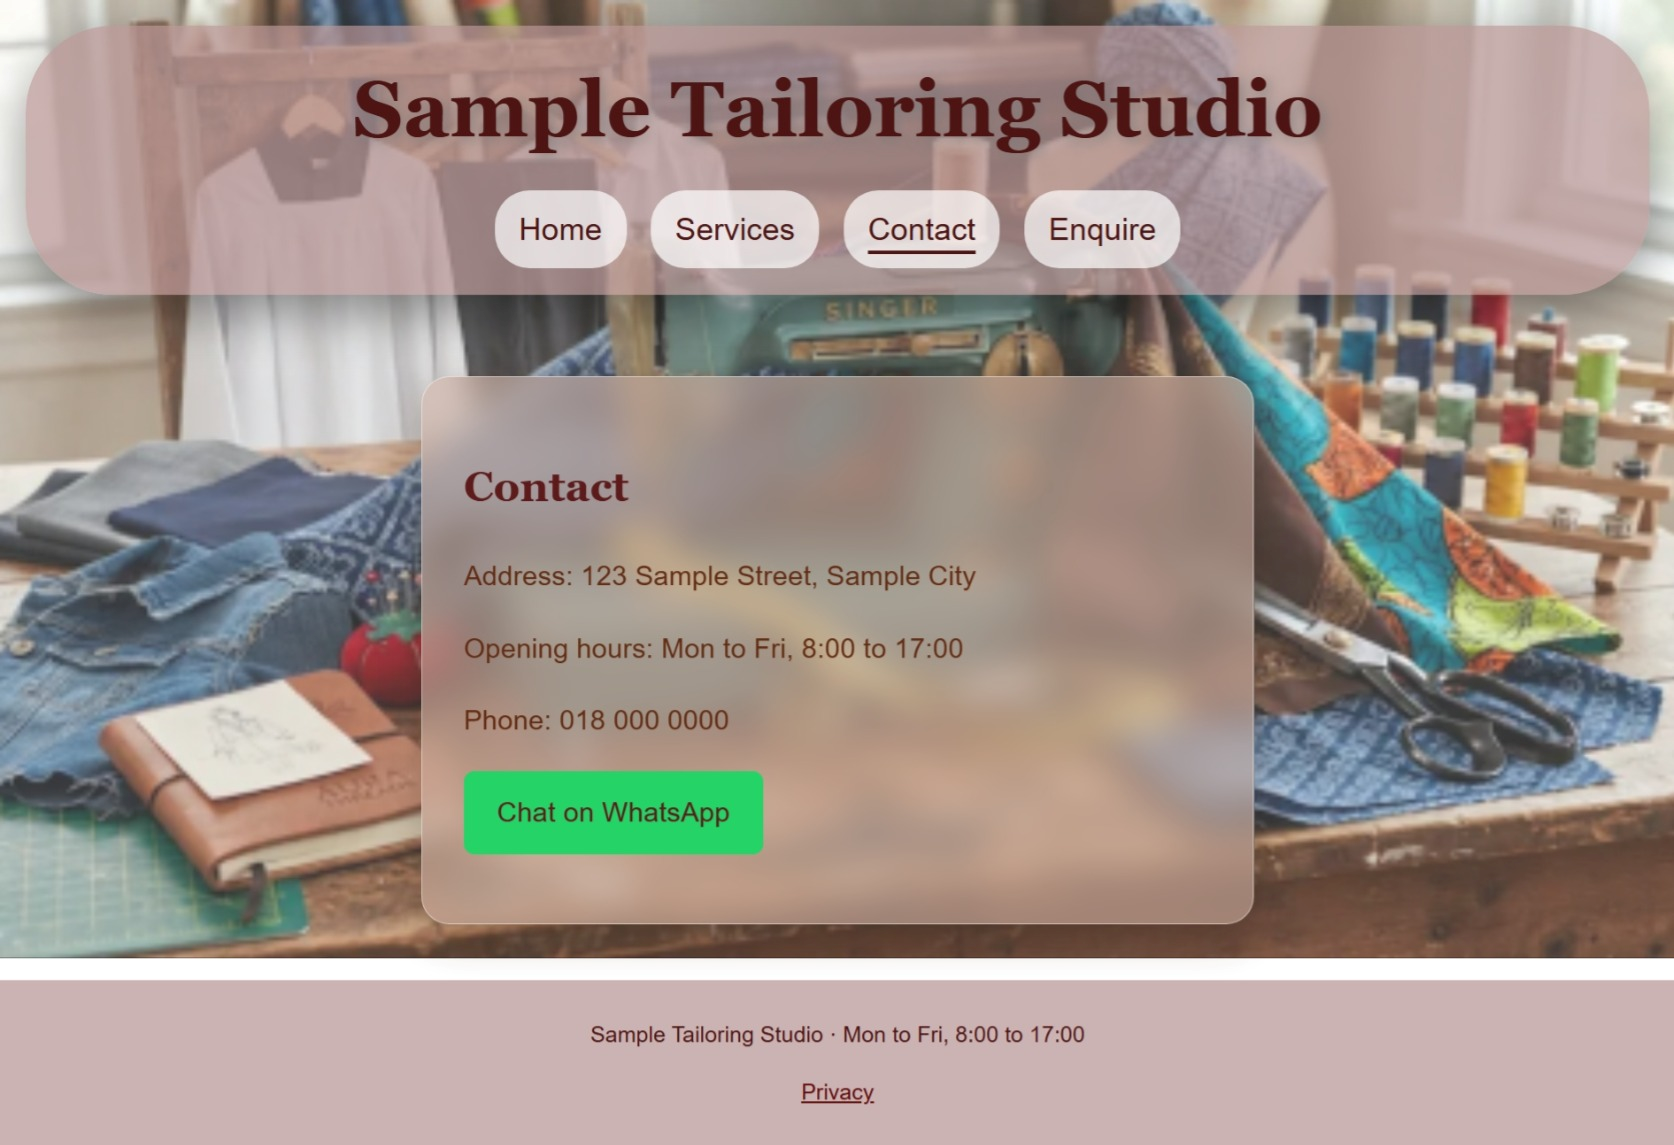 Sample Tailoring Studio
Home Services Contact Enquire
SINGER
Contact
Address: 123 Sample Street, Sample City
Opening hours: Mon to Fri, 8:00 to 17:00
Phone: 018 000 0000
Chat on WhatsApp
Sample Tailoring Studio · Mon to Fri, 8:00 to 17:00
Privacy